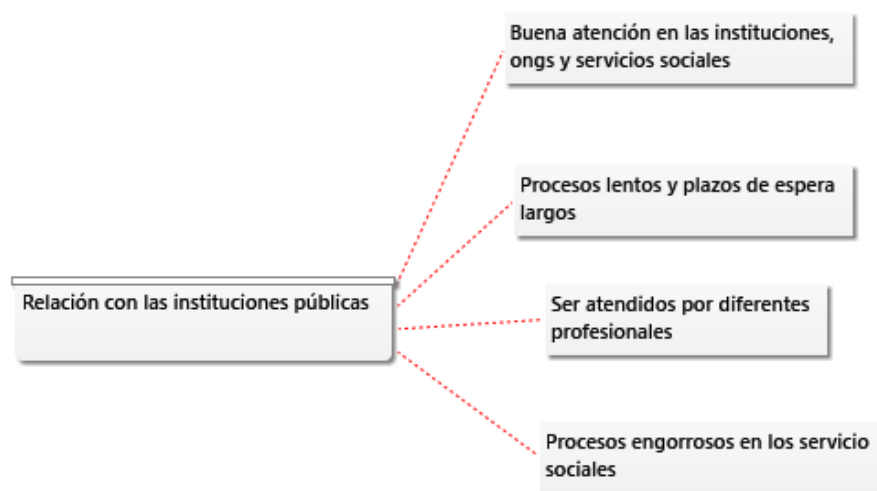 Buena atención en las instituciones,
ongs y servicios sociales
Procesos lentos y plazos de espera
largos
Relación con las instituciones públicas
Ser atendidos por diferentes
profesionales
Procesos engorrosos en los servicio
sociales